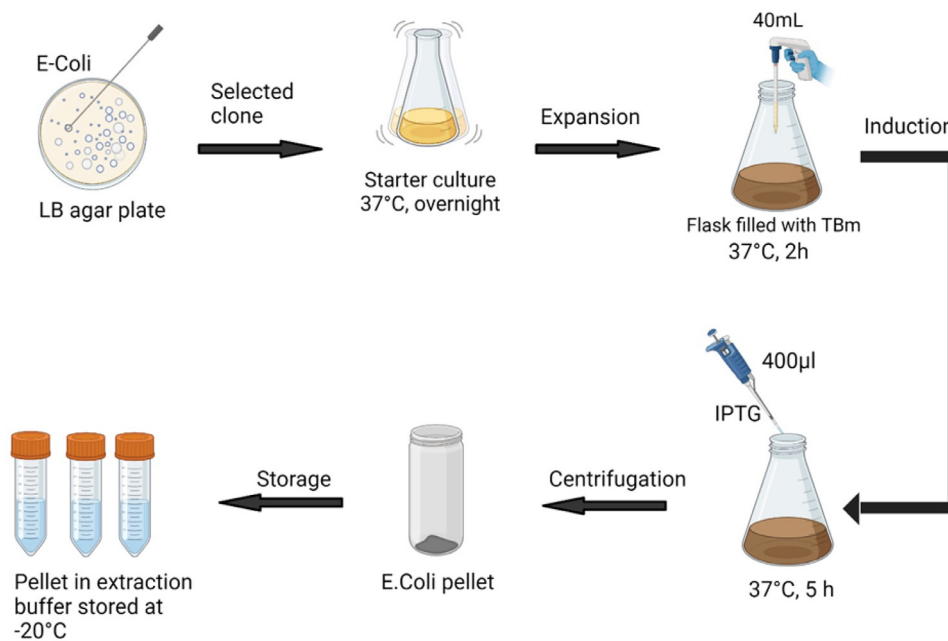 E-Coli
LB agar plate
Selected
clone
Starter culture
37°C, overnight
Expansion
40mL
Flask filled with TBm
37°C, 2h
Induction
400µl
IPTG
37°C, 5 h
Centrifugation
E.Coli pellet
Storage
Pellet in extraction
buffer stored at
-20°C